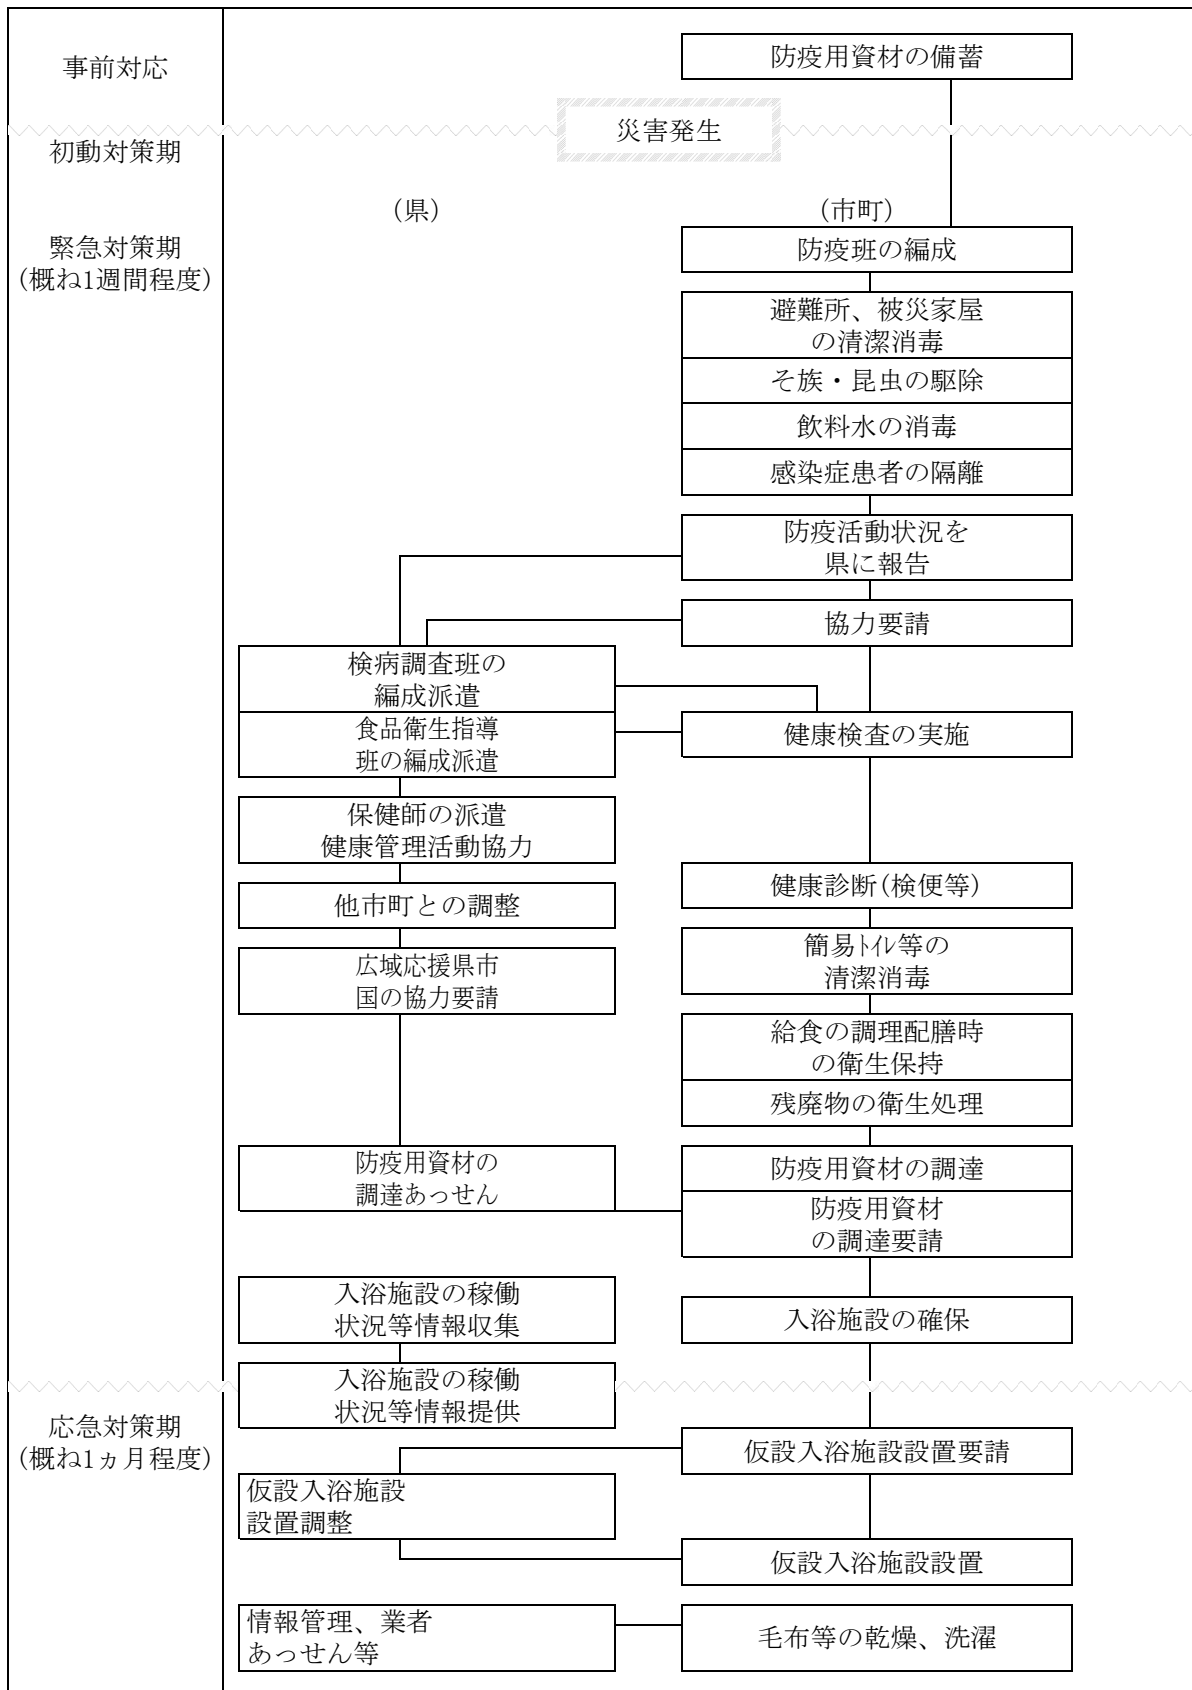 事前対応
防疫用資材の備蓄
災害発生
初動対策期
(県)
(市町)
緊急対策期
(概ね1週間程度)
防疫班の編成
避難所、被災家屋
の清潔消毒
そ族・昆虫の駆除
飲料水の消毒
感染症患者の隔離
防疫活動状況を
県に報告
協力要請
検病調査班の
編成派遣
食品衛生指導
班の編成派遣
健康検査の実施
保健師の派遣
健康管理活動協力
他市町との調整
広域応援県市
国の協力要請
健康診断(検便等)
簡易ﾄｲﾚ等の
清潔消毒
給食の調理配膳時
の衛生保持
残廃物の衛生処理
防疫用資材の
調達あっせん
防疫用資材の調達
防疫用資材
の調達要請
入浴施設の稼働
状況等情報収集
入浴施設の確保
入浴施設の稼働
状況等情報提供
応急対策期
(概ね1ヵ月程度)
仮設入浴施設設置要請
仮設入浴施設
設置調整
仮設入浴施設設置
情報管理、業者
あっせん等
毛布等の乾燥、洗濯